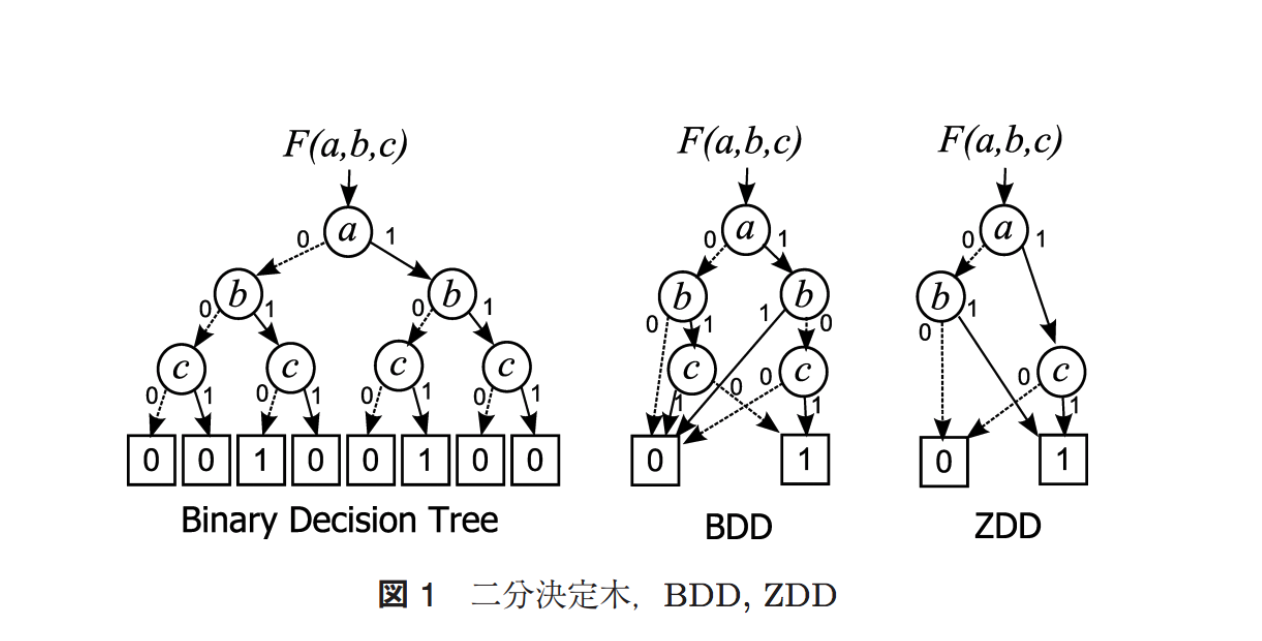 F(a,b,c)
a
0 1
b b
0 1 0 1
c c c c
0 1 0 1 0 1 0 1
0 0 1 0 0 1 0 0
Binary Decision Tree
F(a,b,c)
a
0 1
b b
0 1 1 0
c c
1 0 0 1
0 1
BDD
F(a,b,c)
a
0 1
b
0 1
c
0 1
0 1
ZDD
図 1 二分決定木，BDD, ZDD